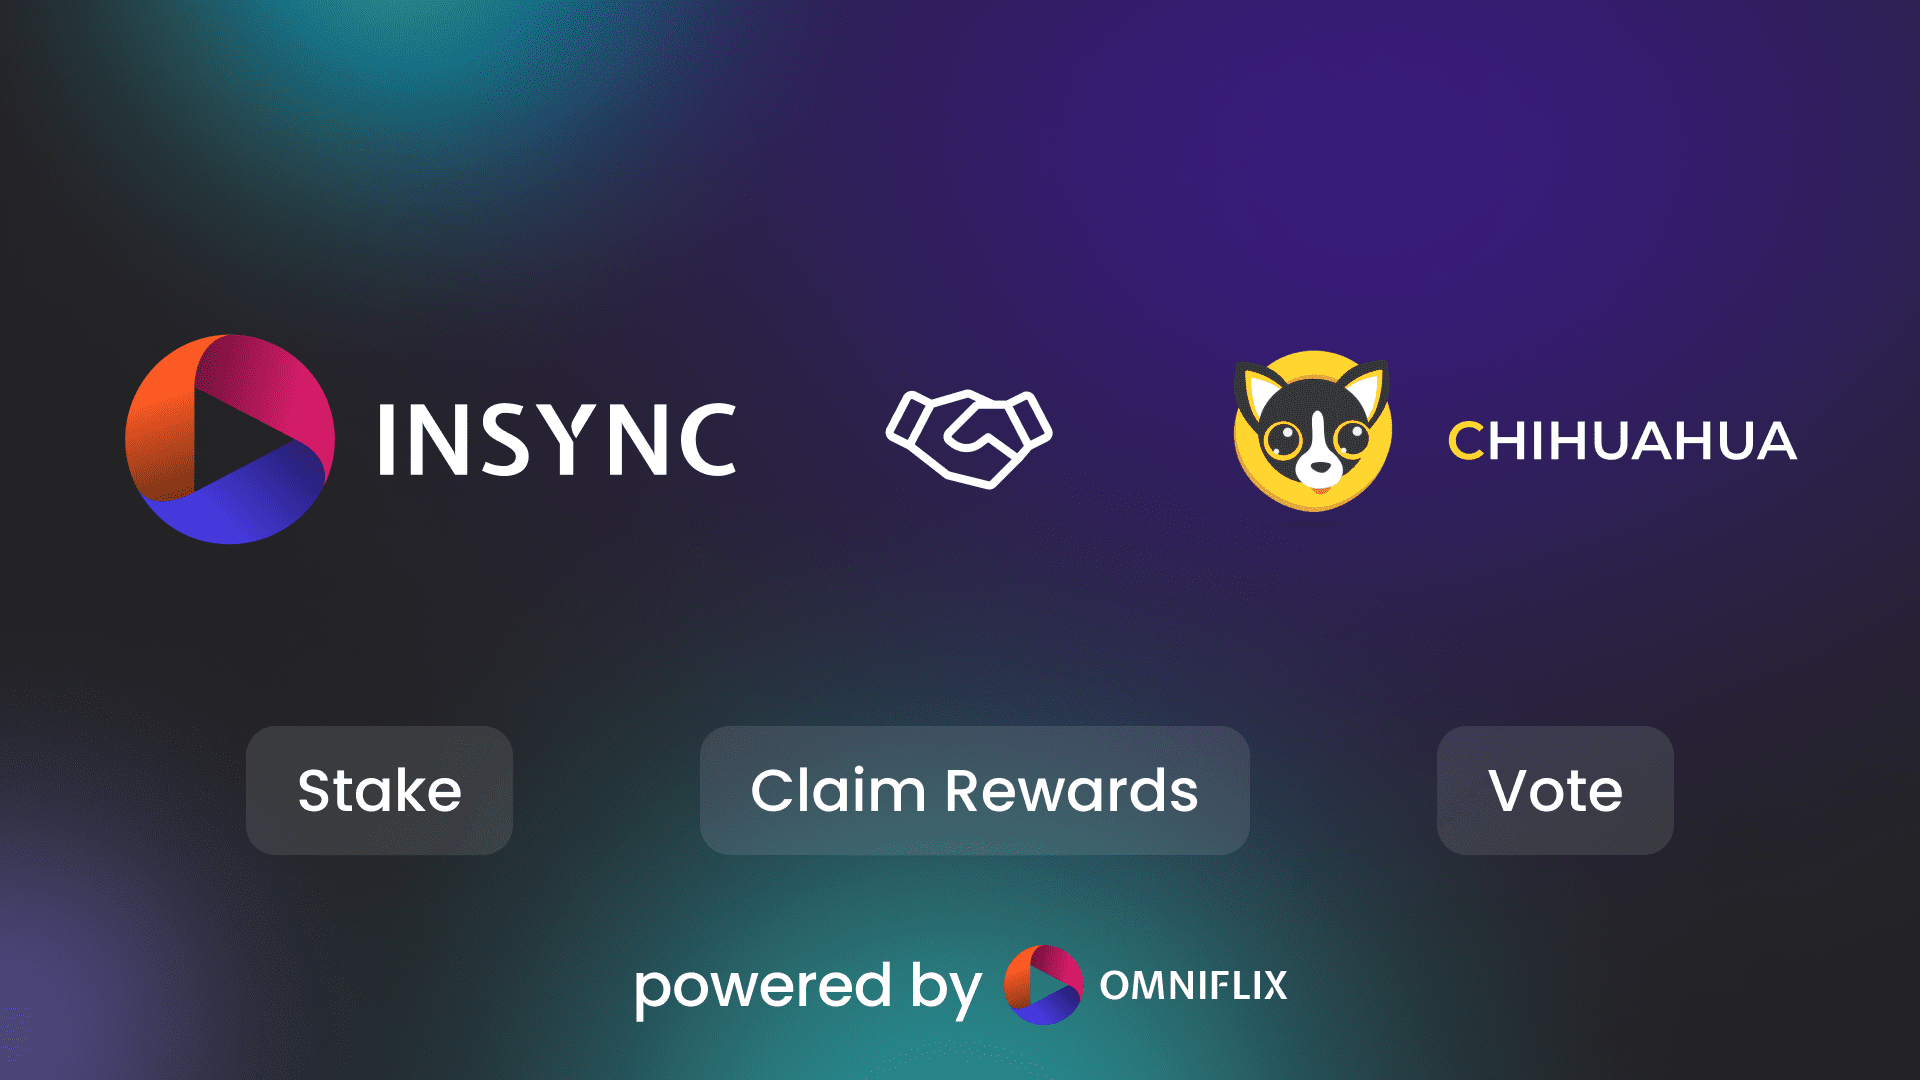 INSYNC
CHIHUAHUA
Stake
Claim Rewards
Vote
powered by OMNIFLIX